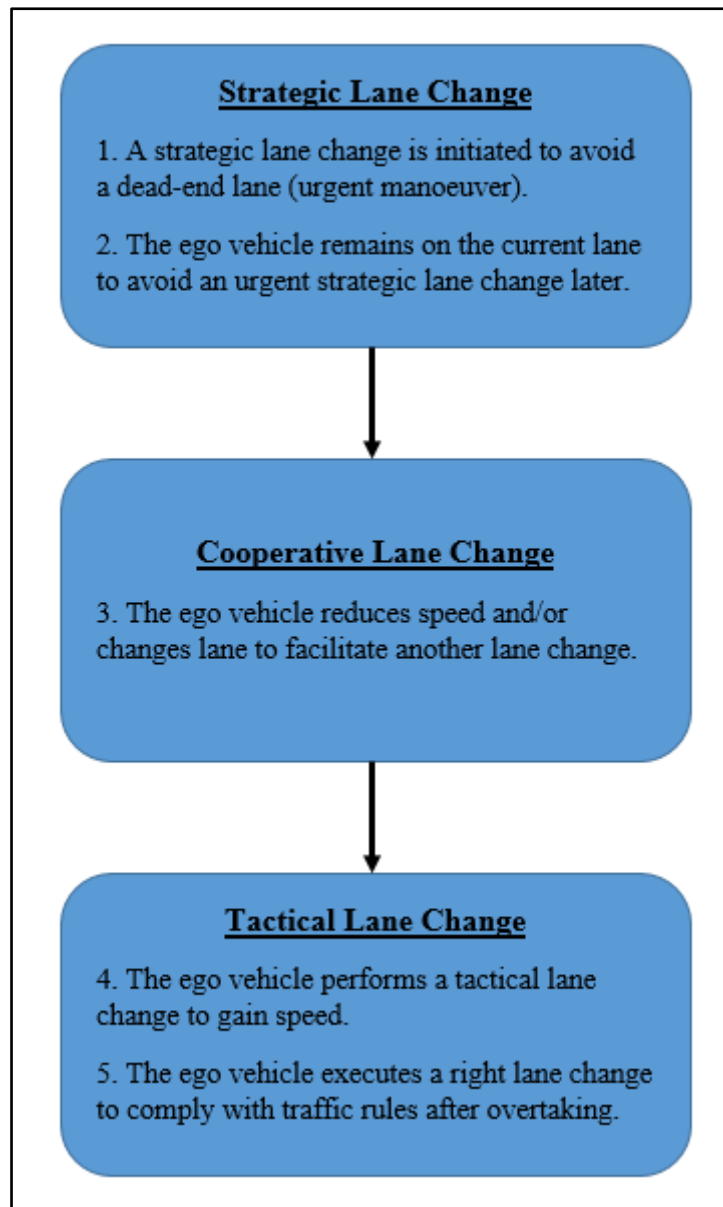 Strategic Lane Change
1. A strategic lane change is initiated to avoid
a dead-end lane (urgent manoeuver).
2. The ego vehicle remains on the current lane
to avoid an urgent strategic lane change later.
Cooperative Lane Change
3. The ego vehicle reduces speed and/or
changes lane to facilitate another lane change.
Tactical Lane Change
4. The ego vehicle performs a tactical lane
change to gain speed.
5. The ego vehicle executes a right lane change
to comply with traffic rules after overtaking.